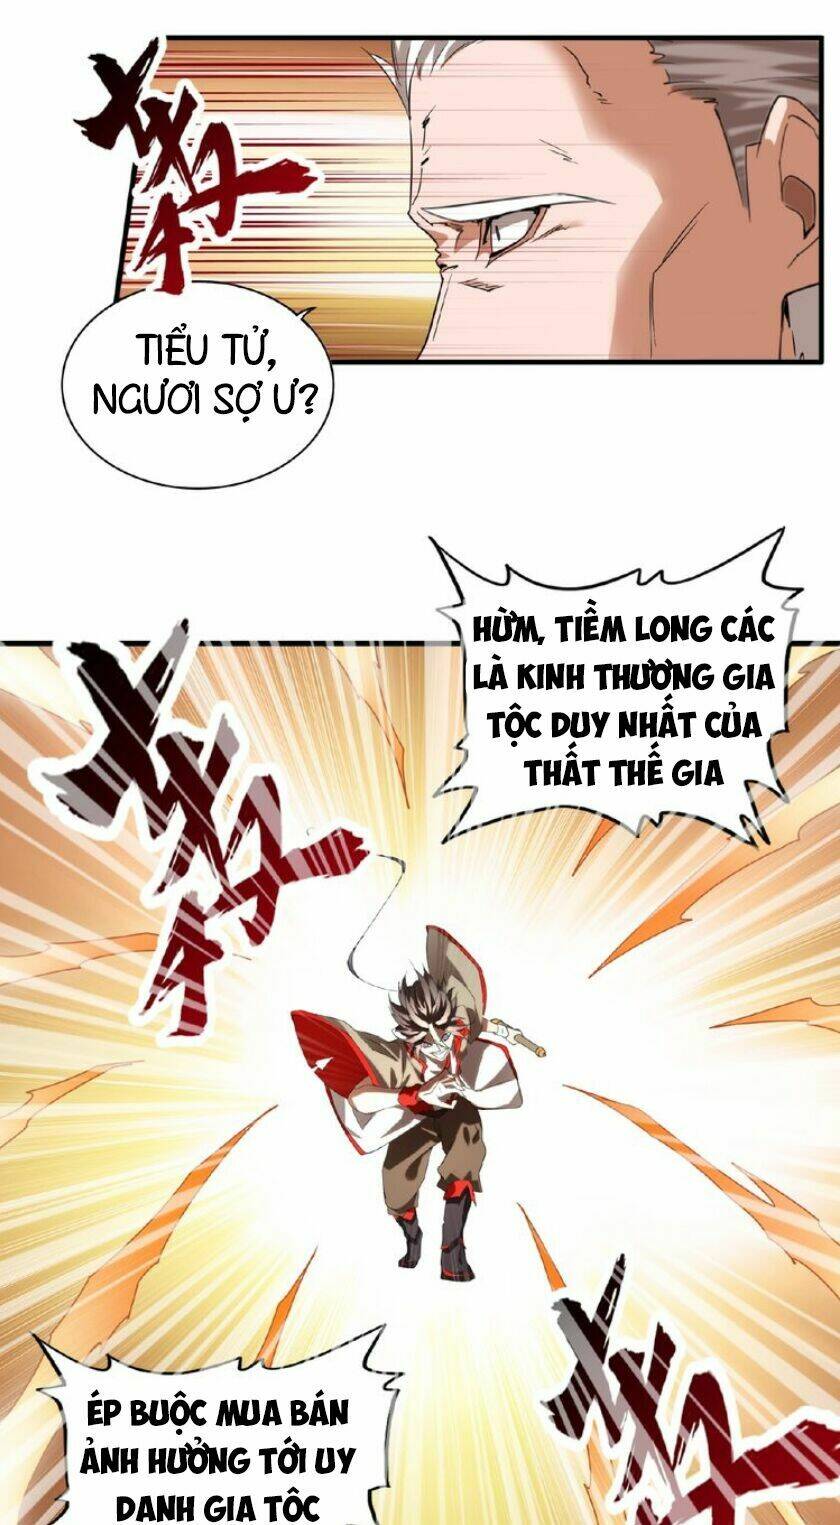 TIỂU TỬ,
NGƯƠI SỢ Ư?
HỪM, TIỀM LONG CÁC
LÀ KINH THƯƠNG GIA
TỘC DUY NHẤT CỦA
THẤT THẾ GIA
ÉP BUỘC MUA BÁN
ẢNH HƯỞNG TỚI UY
DANH GIA TỘC